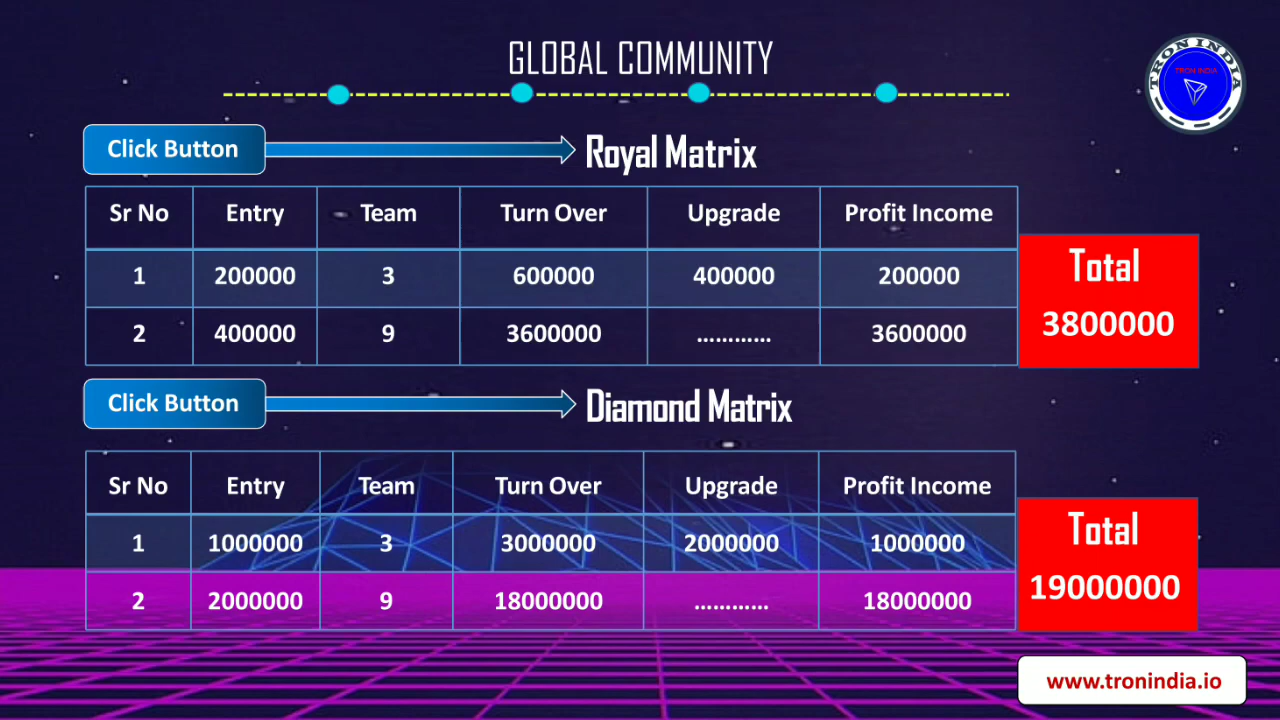 GLOBAL COMMUNITY
TRON INDIA
TRON INDIA
Click Button
Royal Matrix
Sr No Entry Team Turn Over Upgrade Profit Income
1 200000 3 600000 400000 200000
2 400000 9 3600000 ………… 3600000
Total
3800000
Click Button
Diamond Matrix
Sr No Entry Team Turn Over Upgrade Profit Income
1 1000000 3 3000000 2000000 1000000
2 2000000 9 18000000 ………… 18000000
Total
19000000
www.tronindia.io